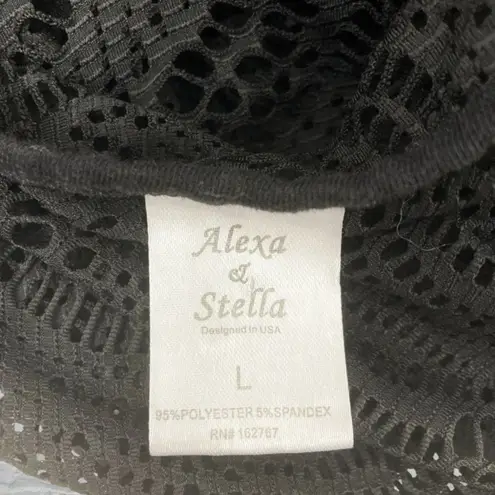 Alexa
&
Stella
Designed in USA
L
95%POLYESTER 5%SPANDEX
RN# 162767